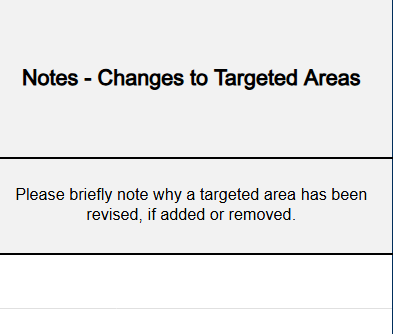 Notes - Changes to Targeted Areas
Please briefly note why a targeted area has been
revised, if added or removed.